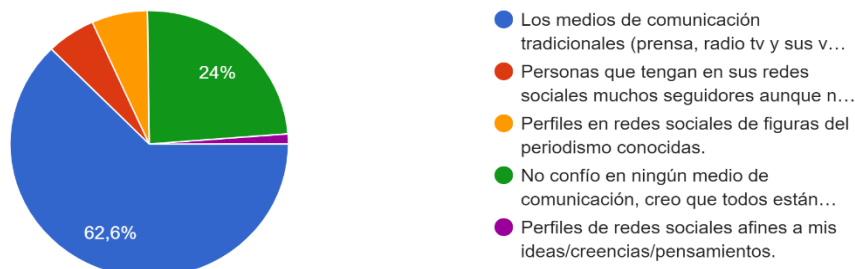 24%
62,6%
Los medios de comunicación
tradicionales (prensa, radio tv y sus v…
Personas que tengan en sus redes
sociales muchos seguidores aunque n…
Perfiles en redes sociales de figuras del
periodismo conocidas.
No confío en ningún medio de
comunicación, creo que todos están…
Perfiles de redes sociales afines a mis
ideas/creencias/pensamientos.